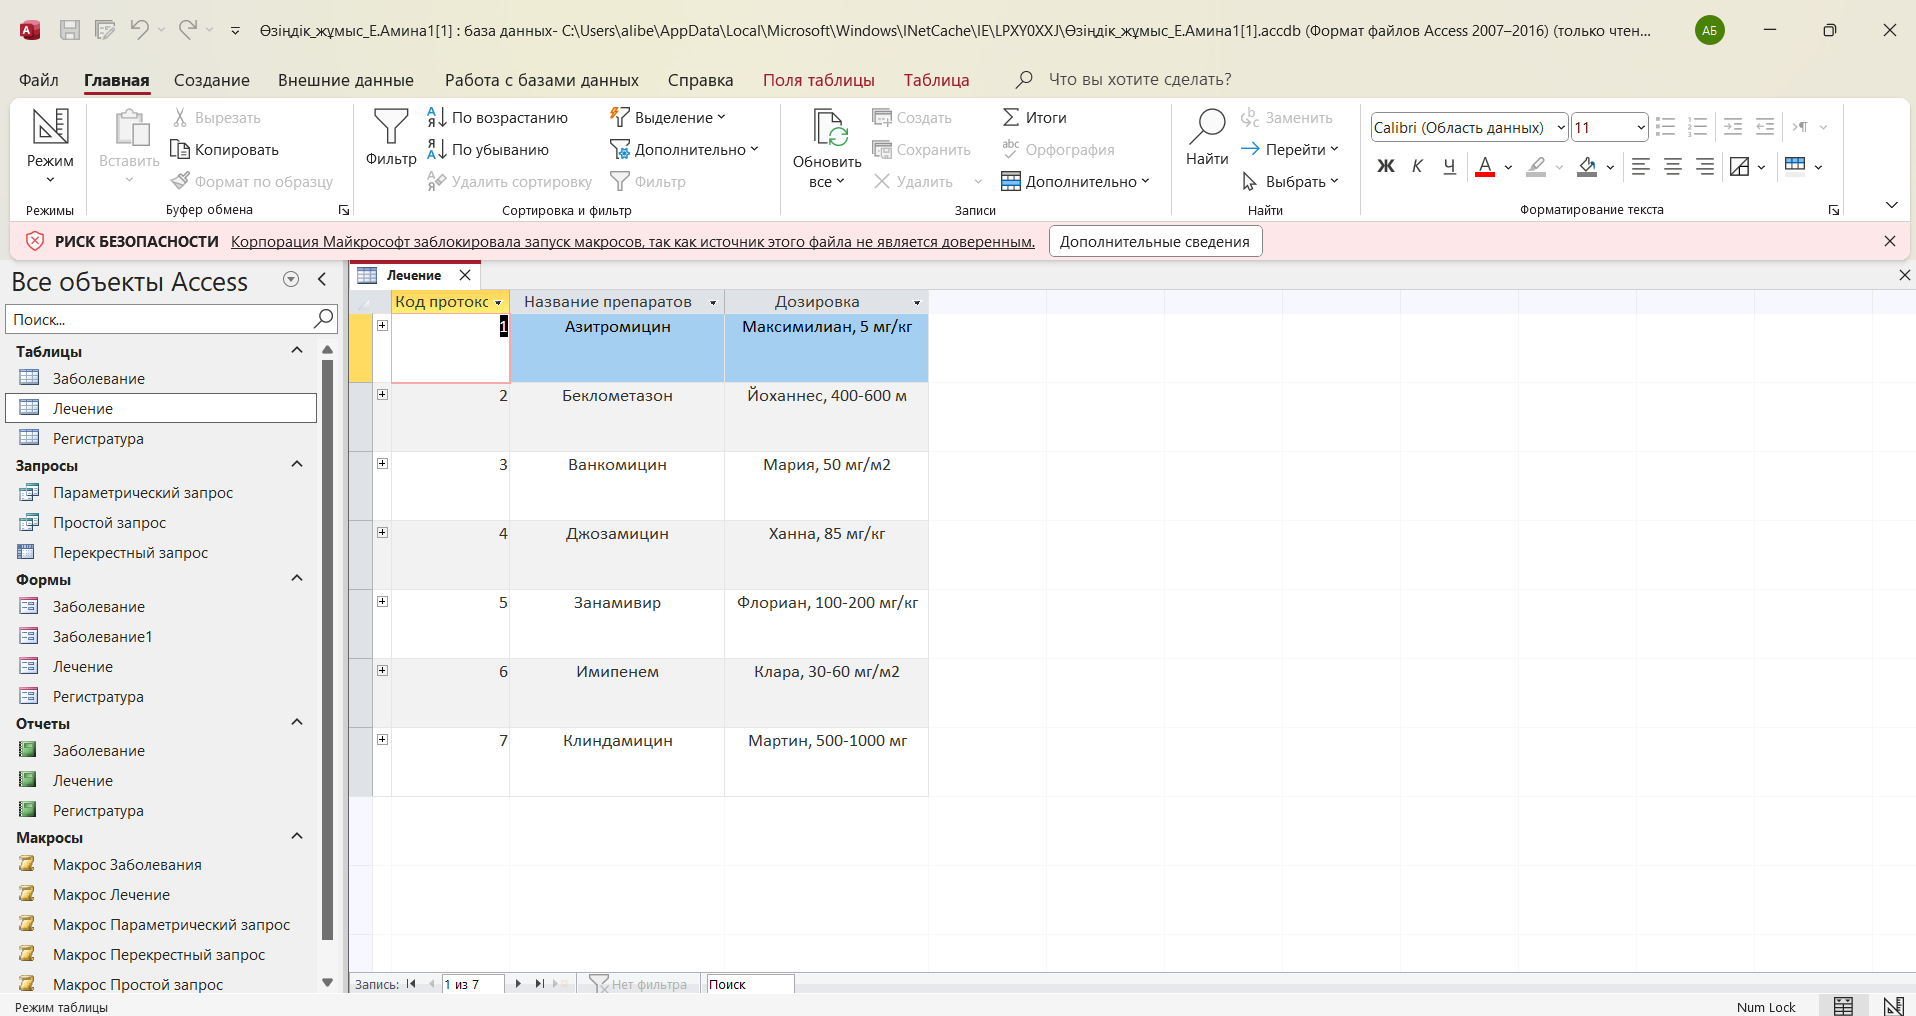 Өзіндік_жұмыс_Е.Амина1[1] : база данных- C:\Users\alibe\AppData\Local\Microsoft\Windows\INetCache\IE\LPXY0XXJ\Өзіндік_жұмыс_Е.Амина1[1].accdb (Формат файлов Access 2007–2016) (только чтен...
АБ
Файл Главная Создание Внешние данные Работа с базами данных Справка Поля таблицы Таблица Что вы хотите сделать?
Режим
Режимы
Вставить
Вырезать
Копировать
Формат по образцу
Буфер обмена
Фильтр
По возрастанию
По убыванию
Удалить сортировку
Выделение
Дополнительно
Фильтр
Сортировка и фильтр
Обновить
все
Создать
Сохранить
Удалить
Итоги
Орфография
Дополнительно
Записи
Найти
Заменить
Перейти
Выбрать
Найти
Calibri (Область данных) 11
Ж К Ч А
Форматирование текста
РИСК БЕЗОПАСНОСТИ Корпорация Майкрософт заблокировала запуск макросов, так как источник этого файла не является доверенным. Дополнительные сведения
Все объекты Access
Поиск...
Таблицы
Заболевание
Лечение
Регистратура
Запросы
Параметрический запрос
Простой запрос
Перекрестный запрос
Формы
Заболевание
Заболевание1
Лечение
Регистратура
Отчеты
Заболевание
Лечение
Регистратура
Макросы
Макрос Заболевания
Макрос Лечение
Макрос Параметрический запрос
Макрос Перекрестный запрос
Макрос Простой запрос
Лечение
Код протокс Название препаратов Дозировка
1 Азитромицин Максимилиан, 5 мг/кг
2 Беклометазон Йоханнес, 400-600 м
3 Ванкомицин Мария, 50 мг/м2
4 Джозамицин Ханна, 85 мг/кг
5 Занамивир Флориан, 100-200 мг/кг
6 Имипенем Клара, 30-60 мг/м2
7 Клиндамицин Мартин, 500-1000 мг
Запись: 1 из 7 Нет фильтра Поиск
Режим таблицы
Num Lock